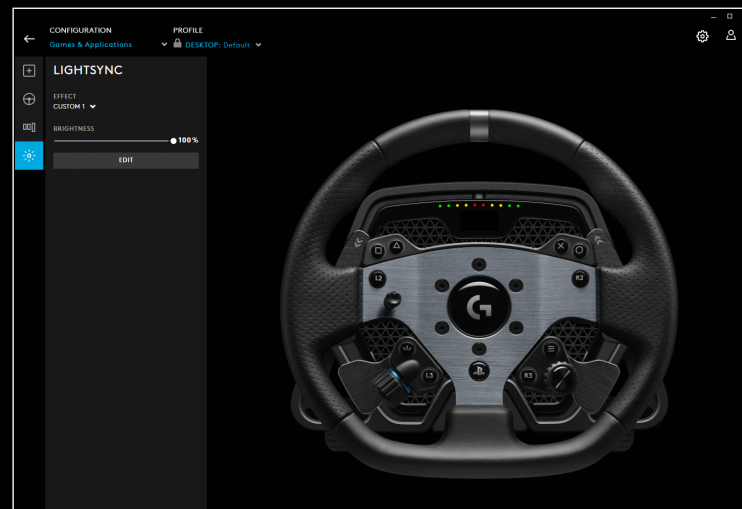 CONFIGURATION
Games & Applications
PROFILE
DESKTOP: Default
LIGHTSYNC
EFFECT
CUSTOM 1
BRIGHTNESS
100%
EDIT
L2
R2
G
L3
R3